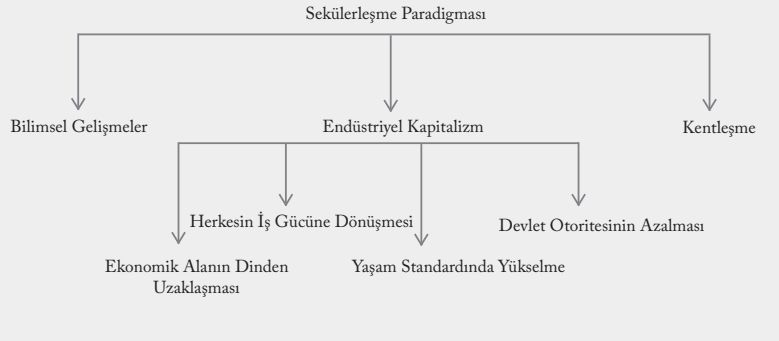 Sekülerleşme Paradigması
Bilimsel Gelişmeler
Endüstriyel Kapitalizm
Kentleşme
Herkesin İş Gücüne Dönüşmesi
Devlet Otoritesinin Azalması
Ekonomik Alanın Dinden
Uzaklaşması
Yaşam Standardında Yükselme